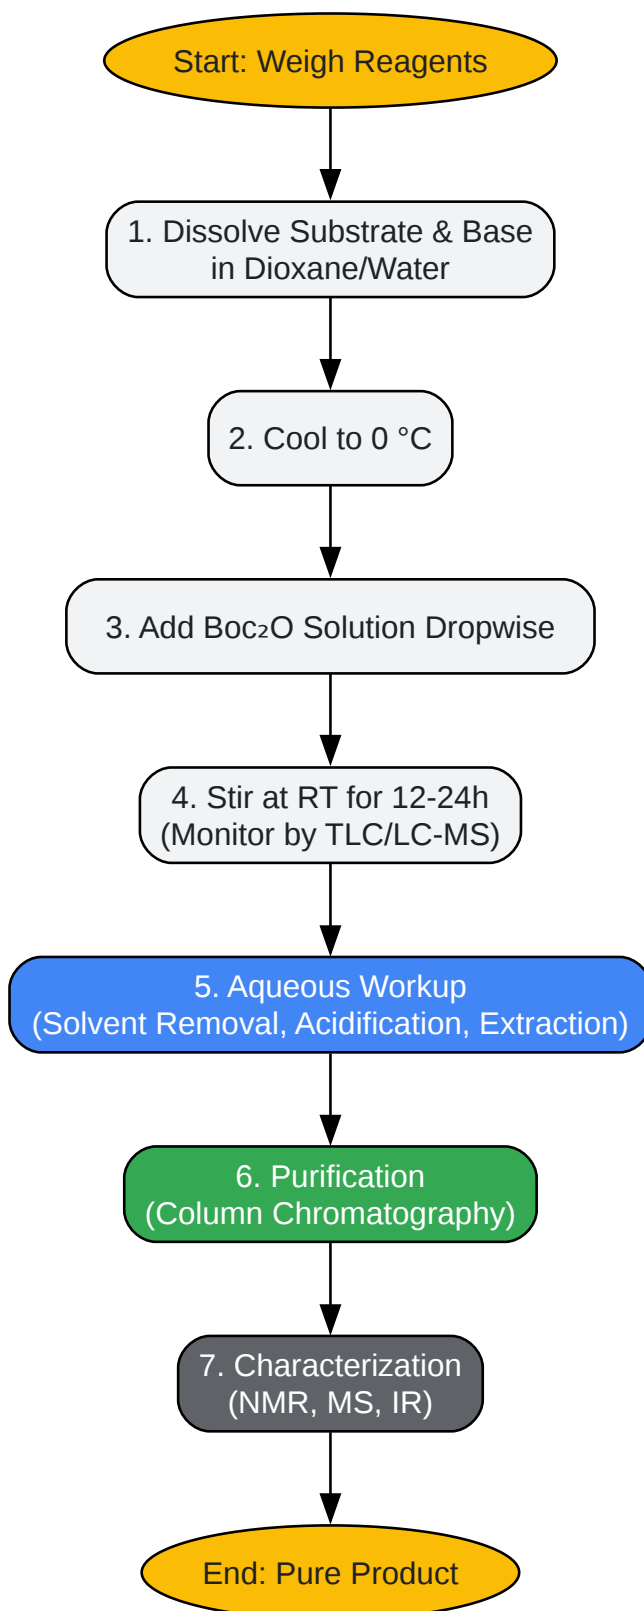 Start: Weigh Reagents
1. Dissolve Substrate & Base
in Dioxane/Water
2. Cool to 0 °C
3. Add Boc₂O Solution Dropwise
4. Stir at RT for 12-24h
(Monitor by TLC/LC-MS)
5. Aqueous Workup
(Solvent Removal, Acidification, Extraction)
6. Purification
(Column Chromatography)
7. Characterization
(NMR, MS, IR)
End: Pure Product